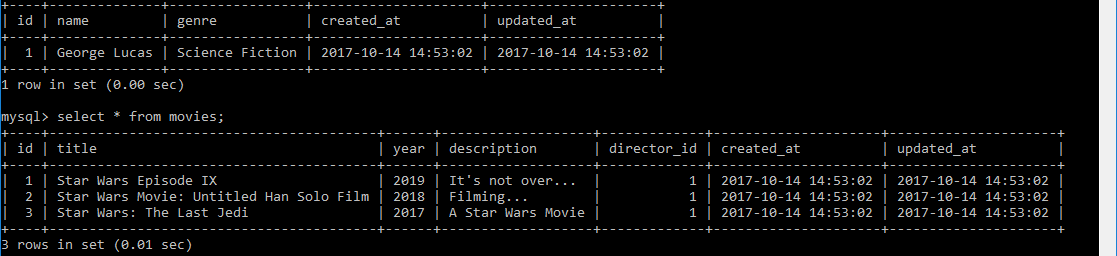 +----+--------------+-----------------+---------------------+---------------------+
| id | name         | genre           | created_at          | updated_at          |
+----+--------------+-----------------+---------------------+---------------------+
|  1 | George Lucas | Science Fiction | 2017-10-14 14:53:02 | 2017-10-14 14:53:02 |
+----+--------------+-----------------+---------------------+---------------------+
1 row in set (0.00 sec)
mysql> select * from movies;
+----+----------------------------------------+------+-------------------+-------------+---------------------+---------------------+
| id | title                                  | year | description       | director_id | created_at          | updated_at          |
+----+----------------------------------------+------+-------------------+-------------+---------------------+---------------------+
|  1 | Star Wars Episode IX                   | 2019 | It's not over...  |           1 | 2017-10-14 14:53:02 | 2017-10-14 14:53:02 |
|  2 | Star Wars Movie: Untitled Han Solo Film | 2018 | Filming...        |           1 | 2017-10-14 14:53:02 | 2017-10-14 14:53:02 |
|  3 | Star Wars: The Last Jedi               | 2017 | A Star Wars Movie |           1 | 2017-10-14 14:53:02 | 2017-10-14 14:53:02 |
+----+----------------------------------------+------+-------------------+-------------+---------------------+---------------------+
3 rows in set (0.01 sec)